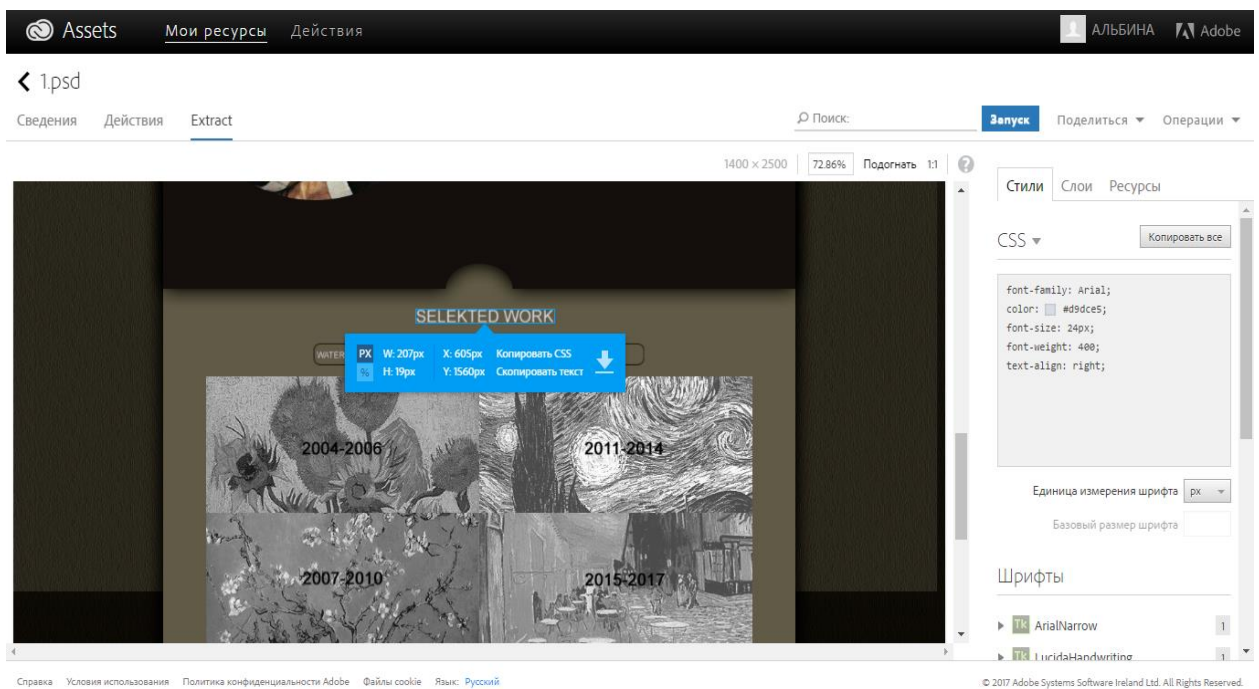 Assets Мои ресурсы Действия АЛЬБИНА Adobe
1.psd
Сведения Действия Extract Поиск: Запуск Поделиться Операции
1400 × 2500 72.86% Подогнать 1:1 ?
Стили Слои Ресурсы
CSS Копировать все
font-family: Arial;
color: #d9dce5;
font-size: 24px;
font-weight: 400;
text-align: right;
SELEKTED WORK
WATER
PX W: 207px X: 605px Копировать CSS
% H: 19px Y: 1560px Скопировать текст
2004-2006 2011-2014
2007-2010 2015-2017
Единица измерения шрифта px
Базовый размер шрифта
Шрифты
Tk ArialNarrow 1
Tk LucidaHandwriting 1
Справка Условия использования Политика конфиденциальности Adobe Файлы cookie Язык: Русский © 2017 Adobe Systems Software Ireland Ltd. All Rights Reserved.